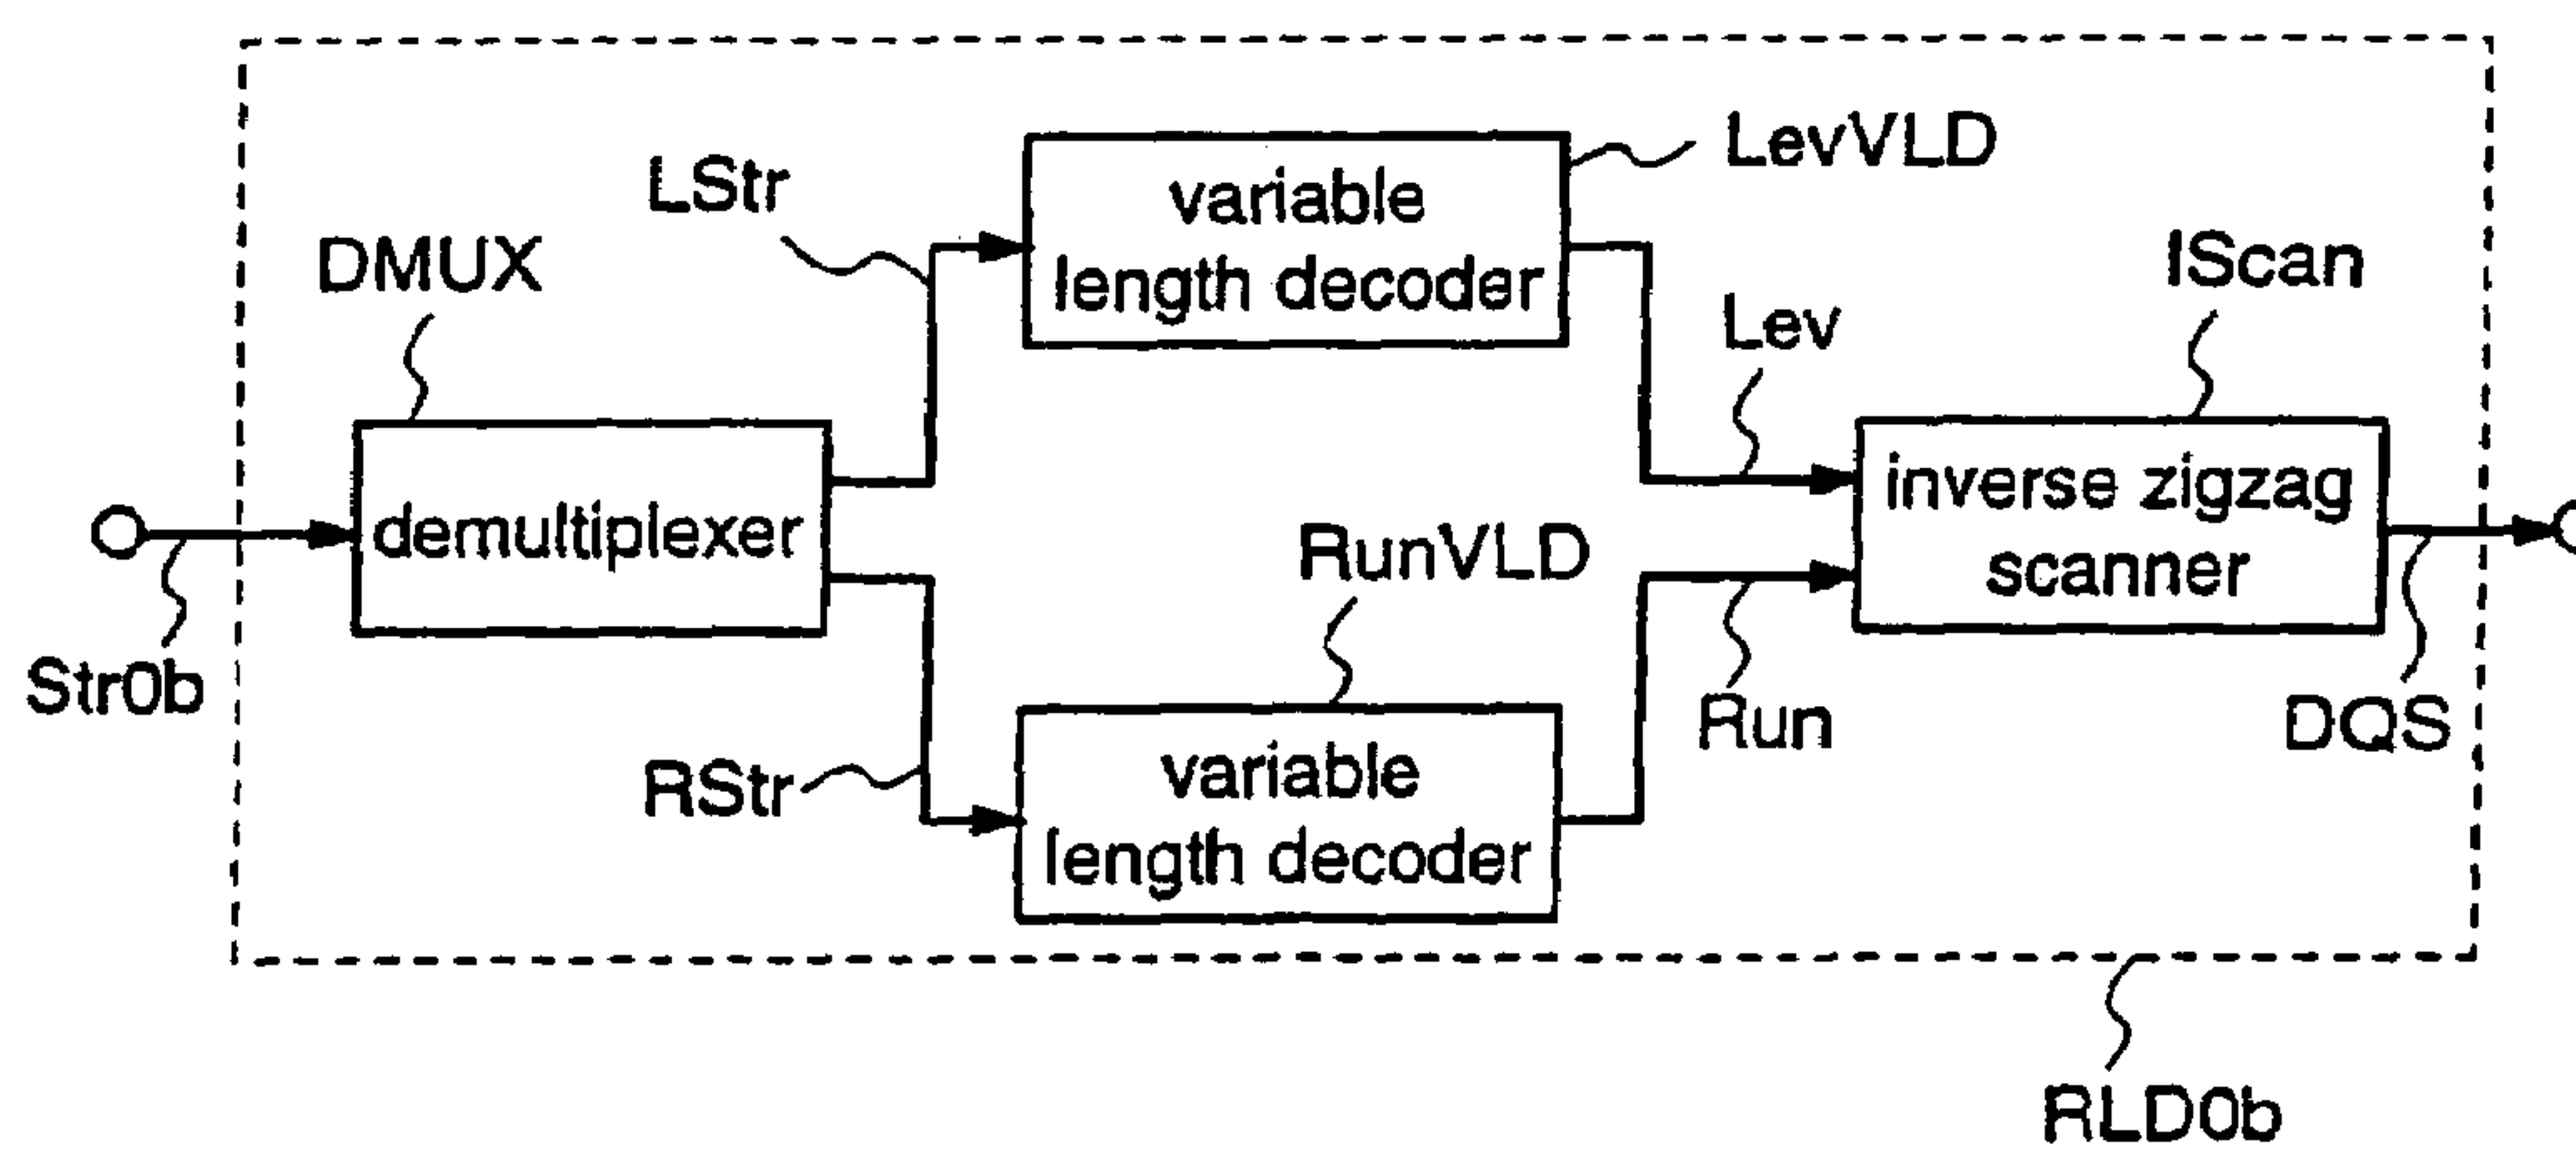 LevVLD
variable
length decoder
LStr
DMUX
IScan
Lev
demultiplexer
inverse zigzag
scanner
RunVLD
Str0b
Run
DQS
RStr
variable
length decoder
RLD0b